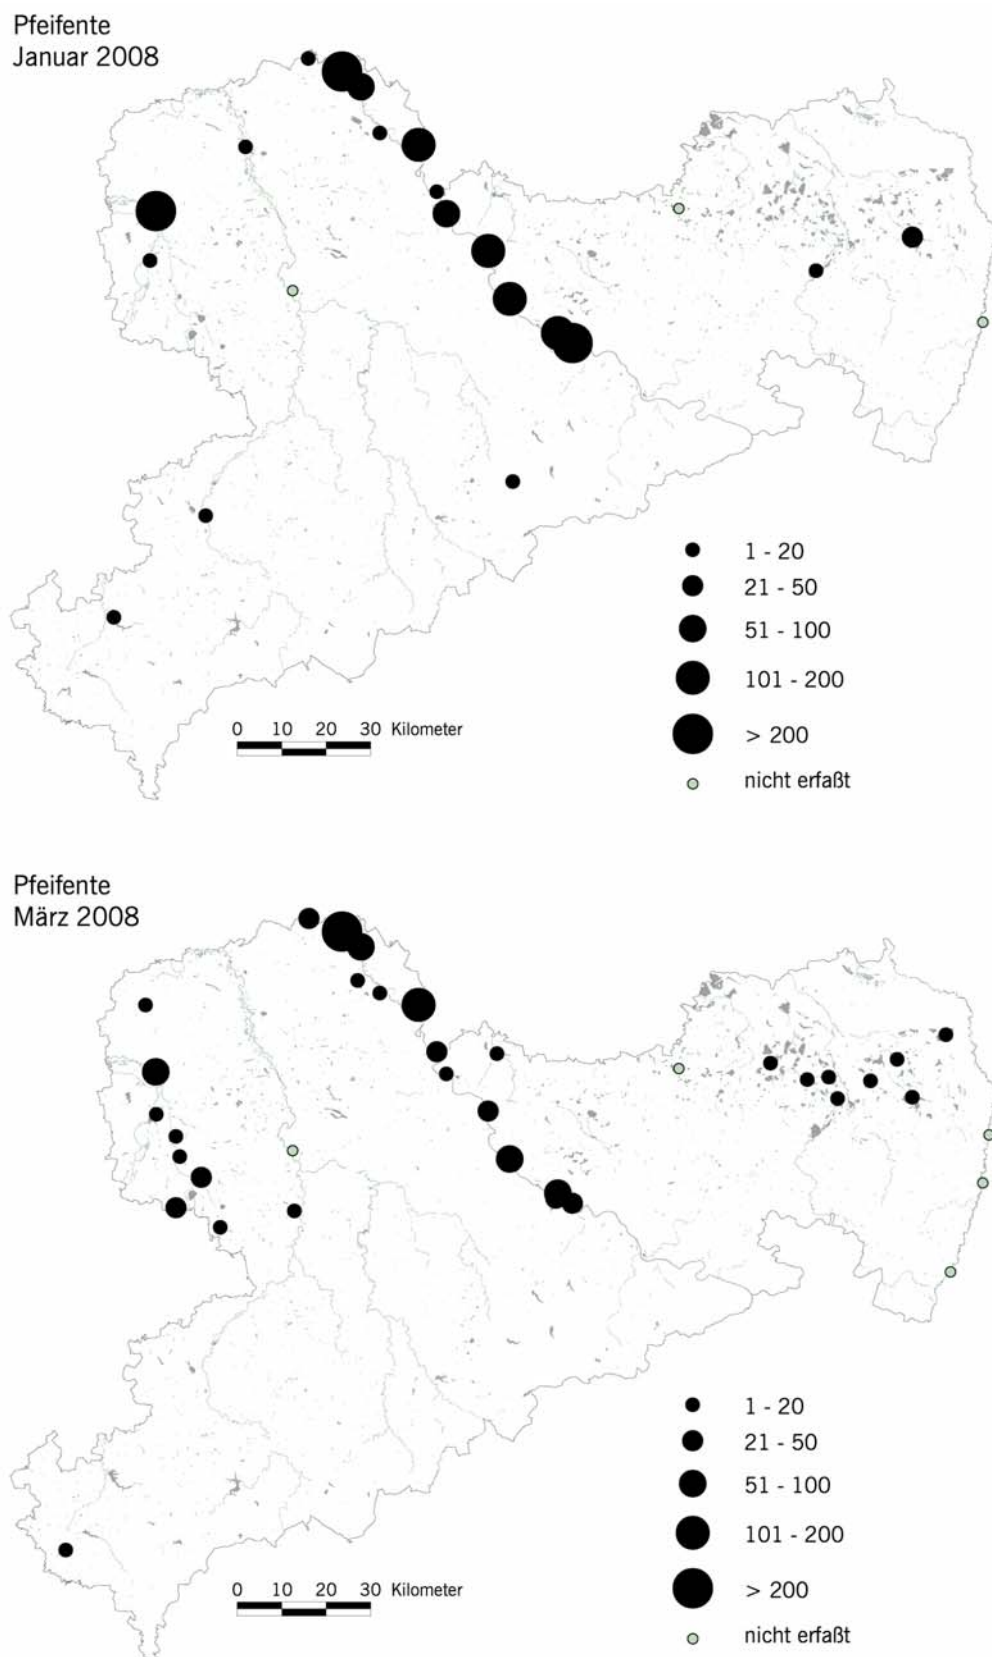 Pfeifente
Januar 2008
1 - 20
21 - 50
51 - 100
101 - 200
> 200
nicht erfaßt
0 10 20 30 Kilometer
Pfeifente
März 2008
1 - 20
21 - 50
51 - 100
101 - 200
> 200
nicht erfaßt
0 10 20 30 Kilometer